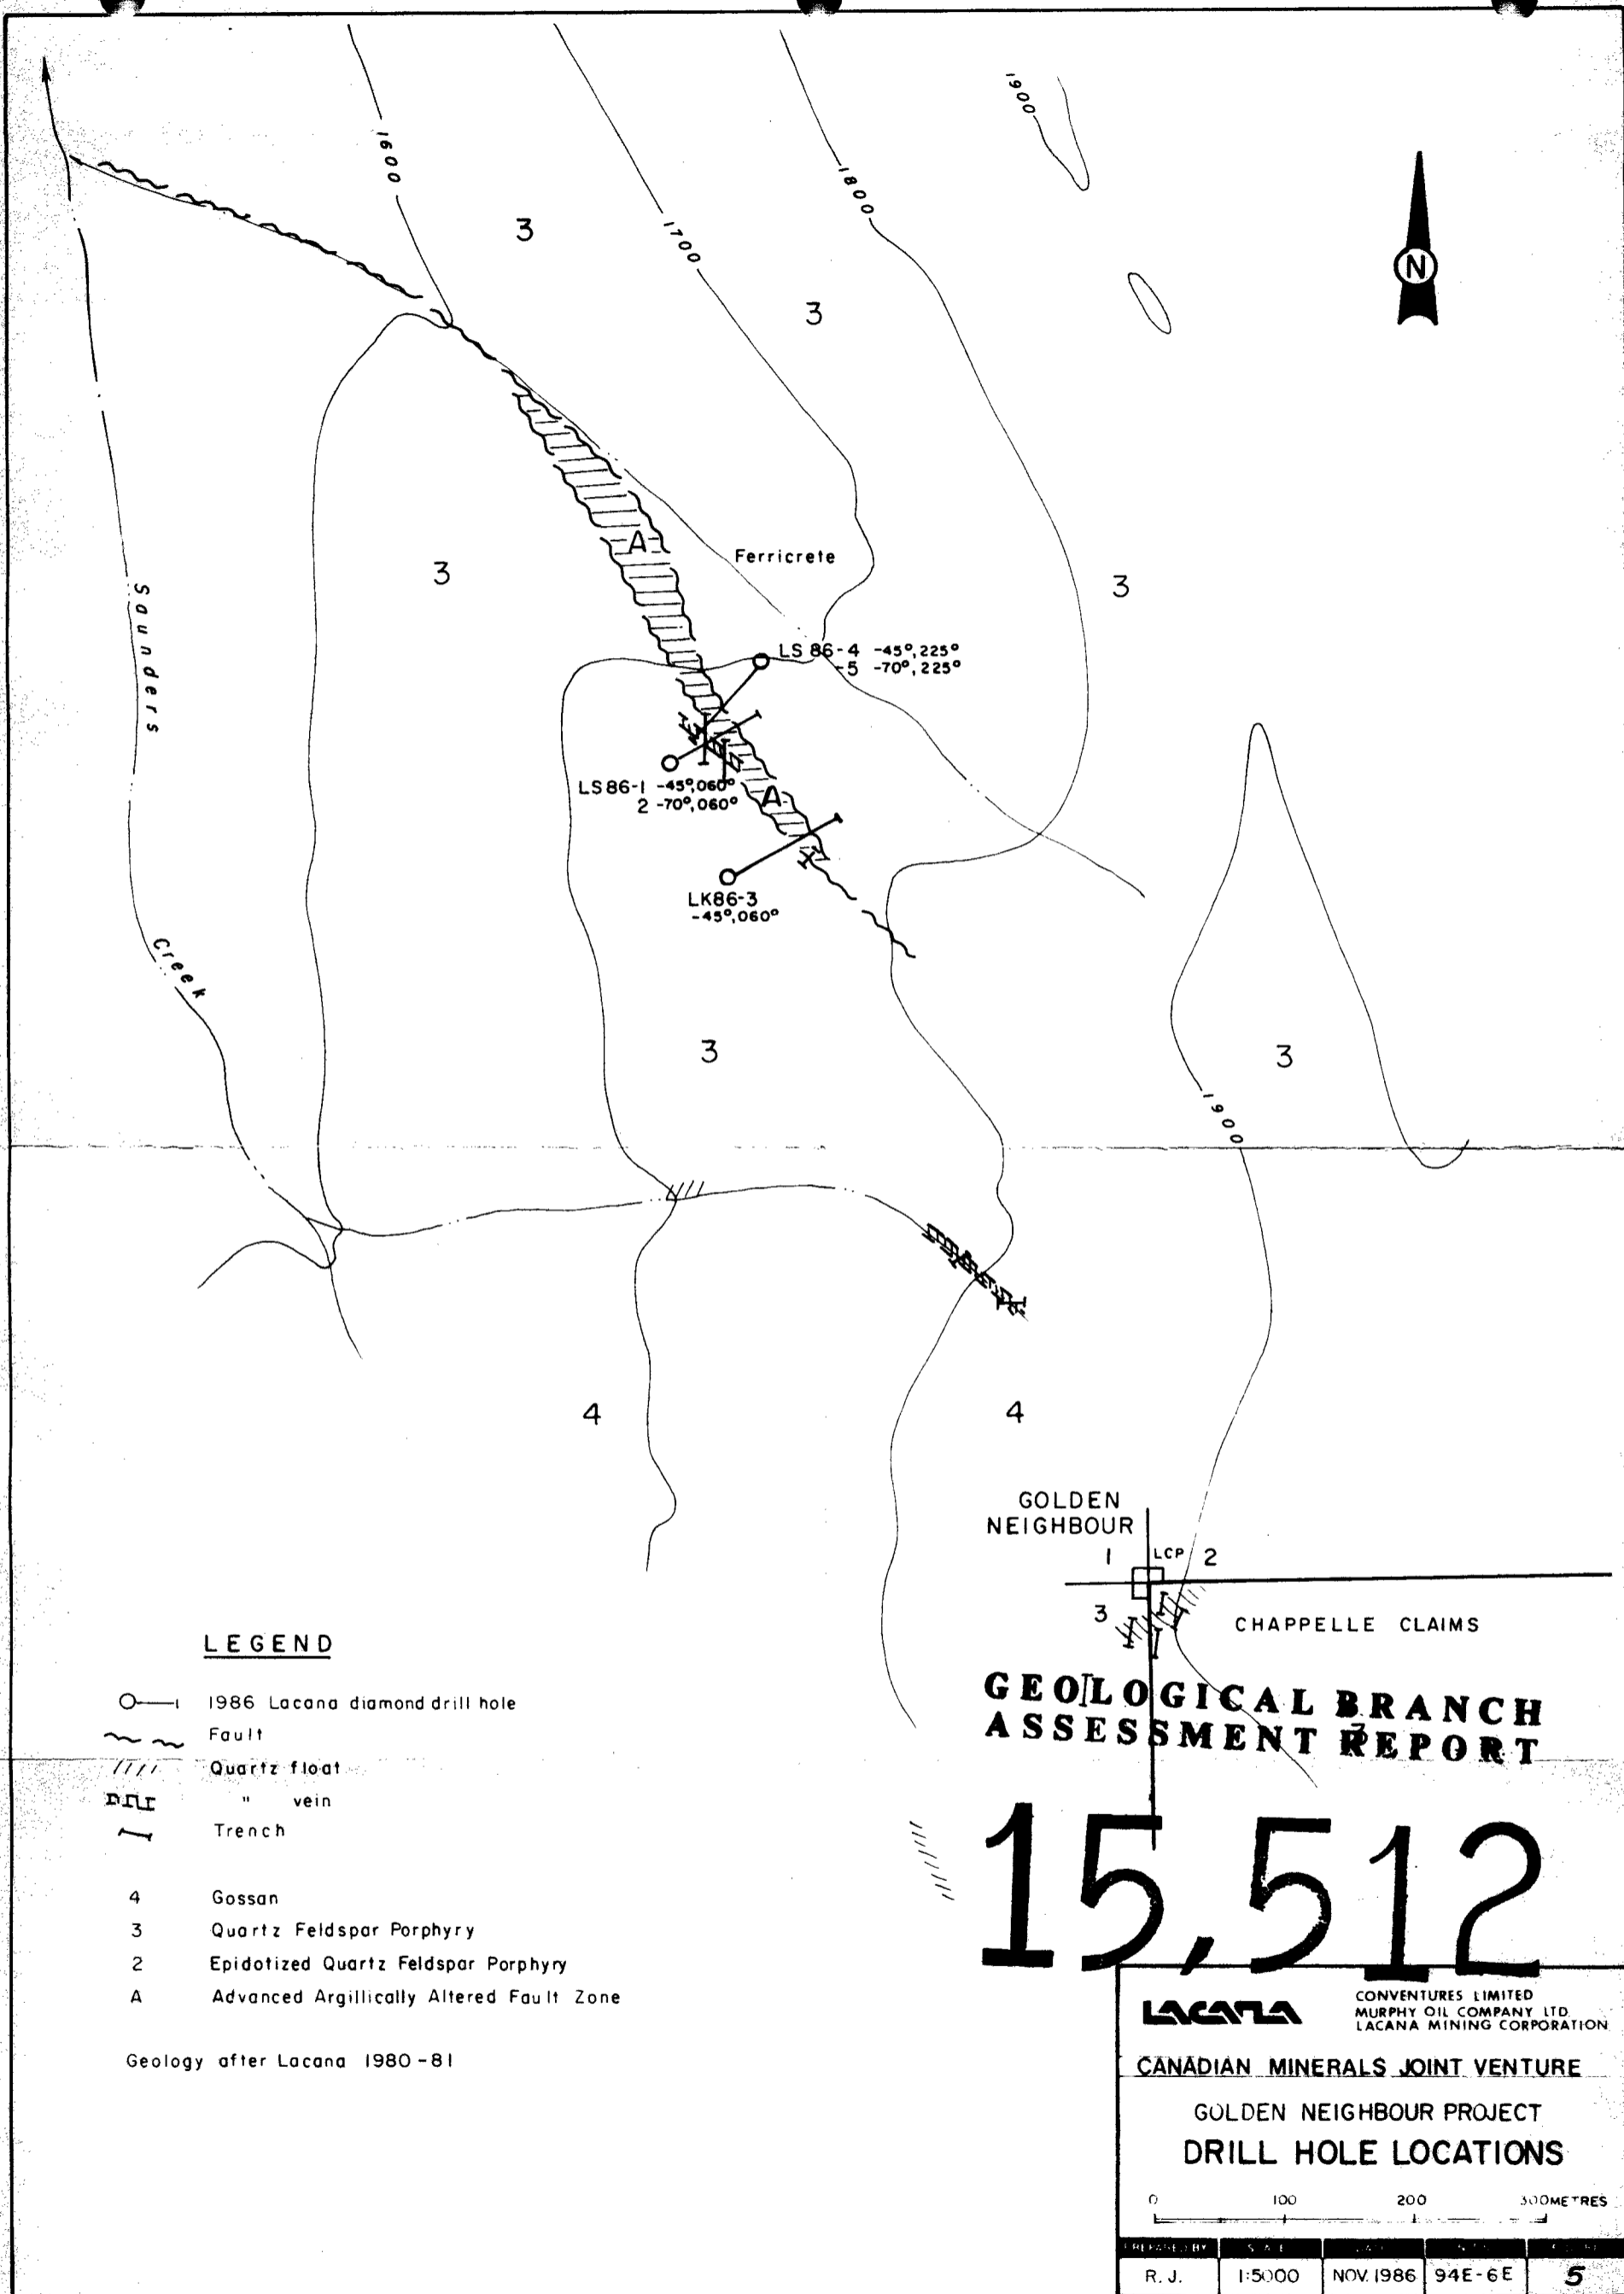 1600
1700
1800
1900
N
3
3
3
3
A
Ferricrete
Saunders
Creek
LS 86-4 -45°,225°
-5 -70°,225°
LS86-1 -45°,060°
2 -70°,060°
A
LK86-3
-45°,060°
3
3
1900
4
4
GOLDEN
NEIGHBOUR
1 LCP 2
3
CHAPPELLE CLAIMS
GEOLOGICAL BRANCH
ASSESSMENT REPORT
15,512
LEGEND
1986 Lacana diamond drill hole
Fault
Quartz float
" vein
Trench
4 Gossan
3 Quartz Feldspar Porphyry
2 Epidotized Quartz Feldspar Porphyry
A Advanced Argillically Altered Fault Zone
Geology after Lacana 1980-81
LACANA
CONVENTURES LIMITED
MURPHY OIL COMPANY LTD
LACANA MINING CORPORATION
CANADIAN MINERALS JOINT VENTURE
GOLDEN NEIGHBOUR PROJECT
DRILL HOLE LOCATIONS
0 100 200 300METRES
PREPARED BY
R. J. 1:5000 NOV. 1986 94E-6E 5